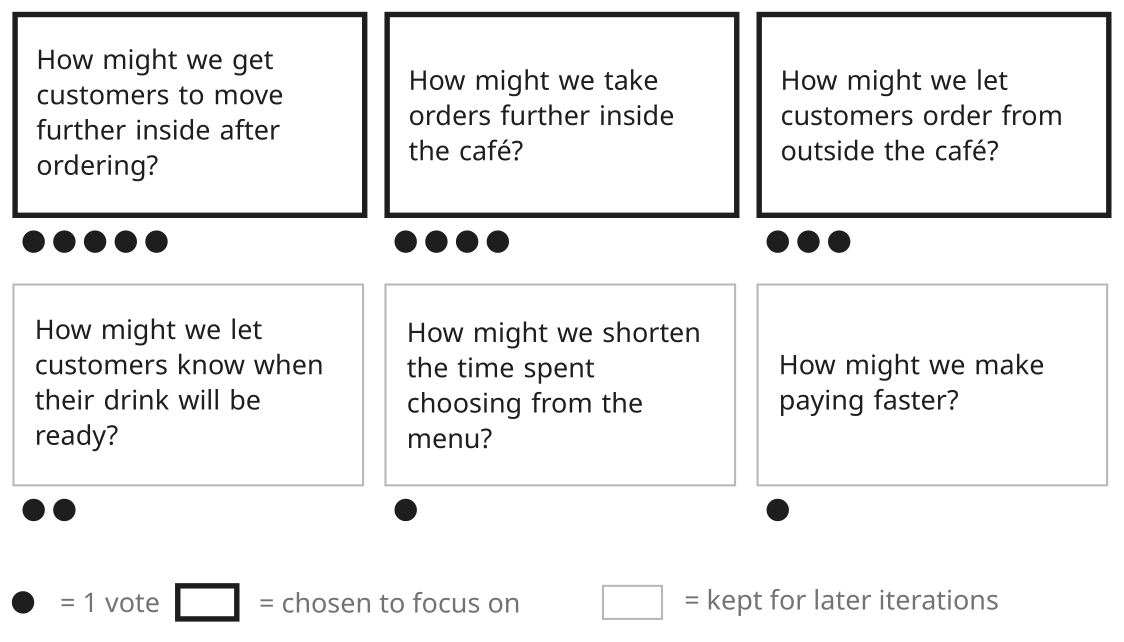 How might we get
customers to move
further inside after
ordering?
How might we take
orders further inside
the café?
How might we let
customers order from
outside the café?
How might we let
customers know when
their drink will be
ready?
How might we shorten
the time spent
choosing from the
menu?
How might we make
paying faster?
= 1 vote
= chosen to focus on
= kept for later iterations